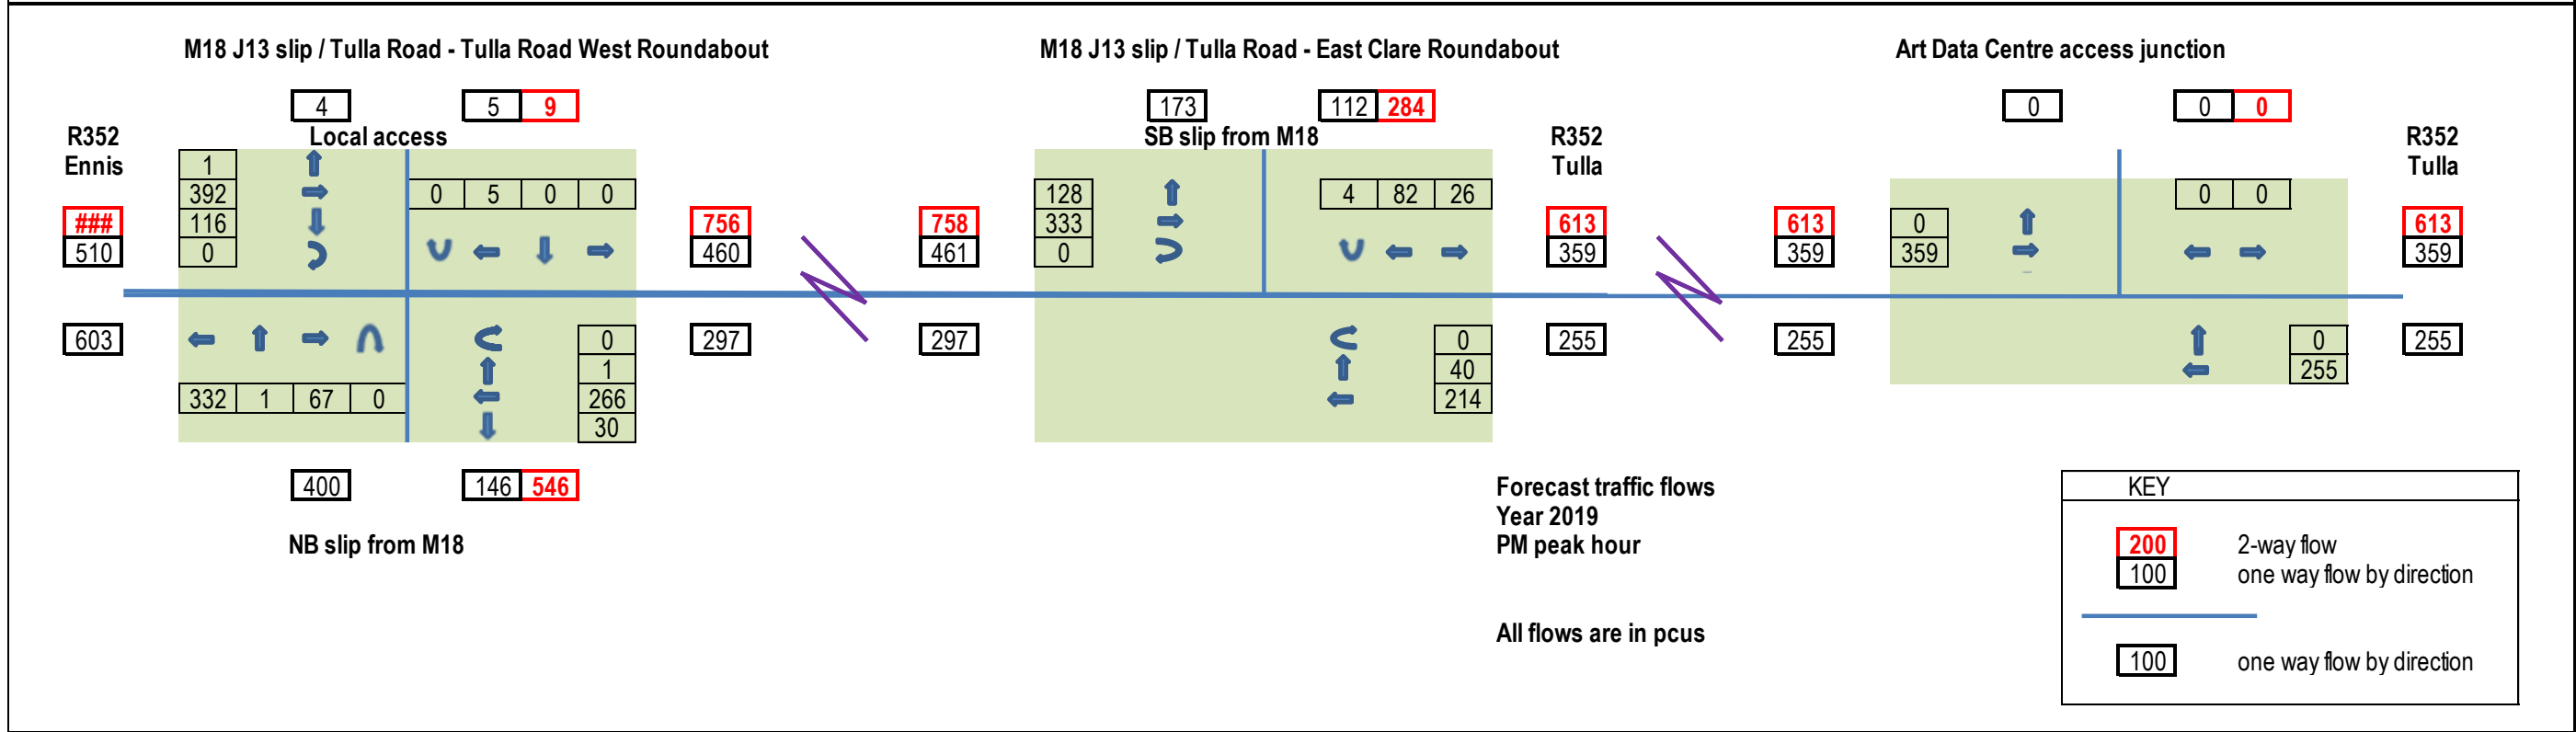 M18 J13 slip / Tulla Road - Tulla Road West Roundabout
4
5 9
Local access
R352
Ennis
1
392
116
0
0 5 0 0
###
510
756
460
603
297
332 1 67 0
0
1
266
30
400
146 546
NB slip from M18
M18 J13 slip / Tulla Road - East Clare Roundabout
173
112 284
SB slip from M18
R352
Tulla
128
333
0
4 82 26
758
461
613
359
297
0
40
214
255
Forecast traffic flows
Year 2019
PM peak hour
All flows are in pcus
Art Data Centre access junction
0
0 0
R352
Tulla
613
359
0
359
0 0
613
359
255
0
255
255
KEY
200 2-way flow
100 one way flow by direction
100 one way flow by direction